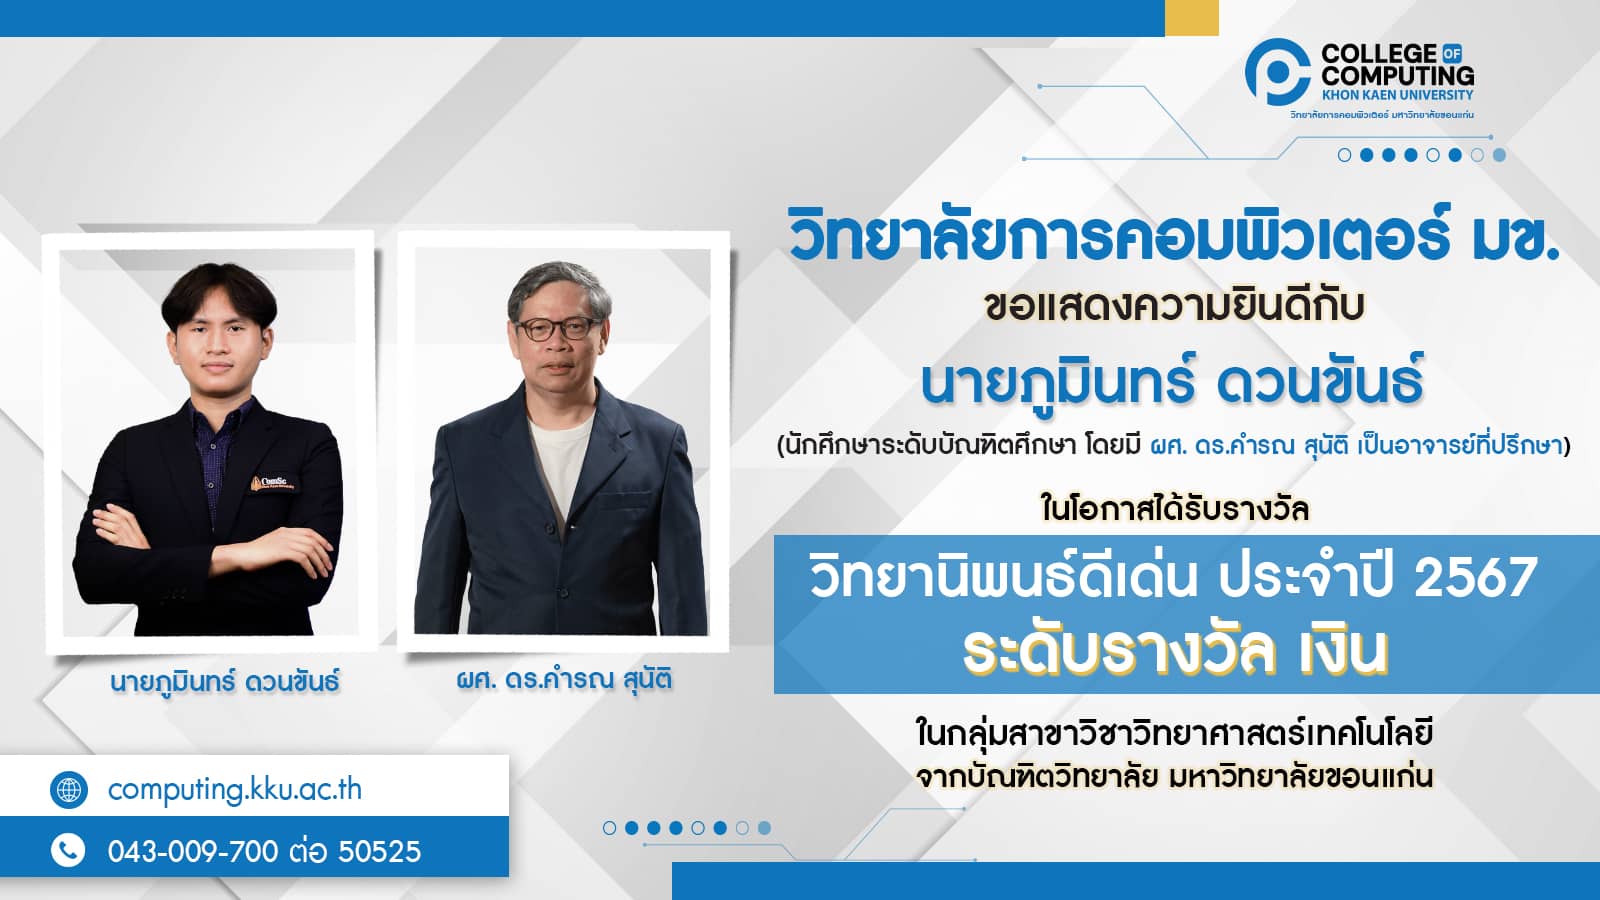 COLLEGE OF
COMPUTING
KHON KAEN UNIVERSITY
วิทยาลัยการคอมพิวเตอร์ มหาวิทยาลัยขอนแก่น
วิทยาลัยการคอมพิวเตอร์ มข.
ขอแสดงความยินดีกับ
นายภูมินทร์ ดวนขันธ์
(นักศึกษาระดับบัณฑิตศึกษา โดยมี ผศ. ดร.คำรณ สุนัติ เป็นอาจารย์ที่ปรึกษา)
ในโอกาสได้รับรางวัล
วิทยานิพนธ์ดีเด่น ประจำปี 2567
ระดับรางวัล เงิน
ในกลุ่มสาขาวิชาวิทยาศาสตร์เทคโนโลยี
จากบัณฑิตวิทยาลัย มหาวิทยาลัยขอนแก่น
ComSc
นายภูมินทร์ ดวนขันธ์
ผศ. ดร.คำรณ สุนัติ
computing.kku.ac.th
043-009-700 ต่อ 50525